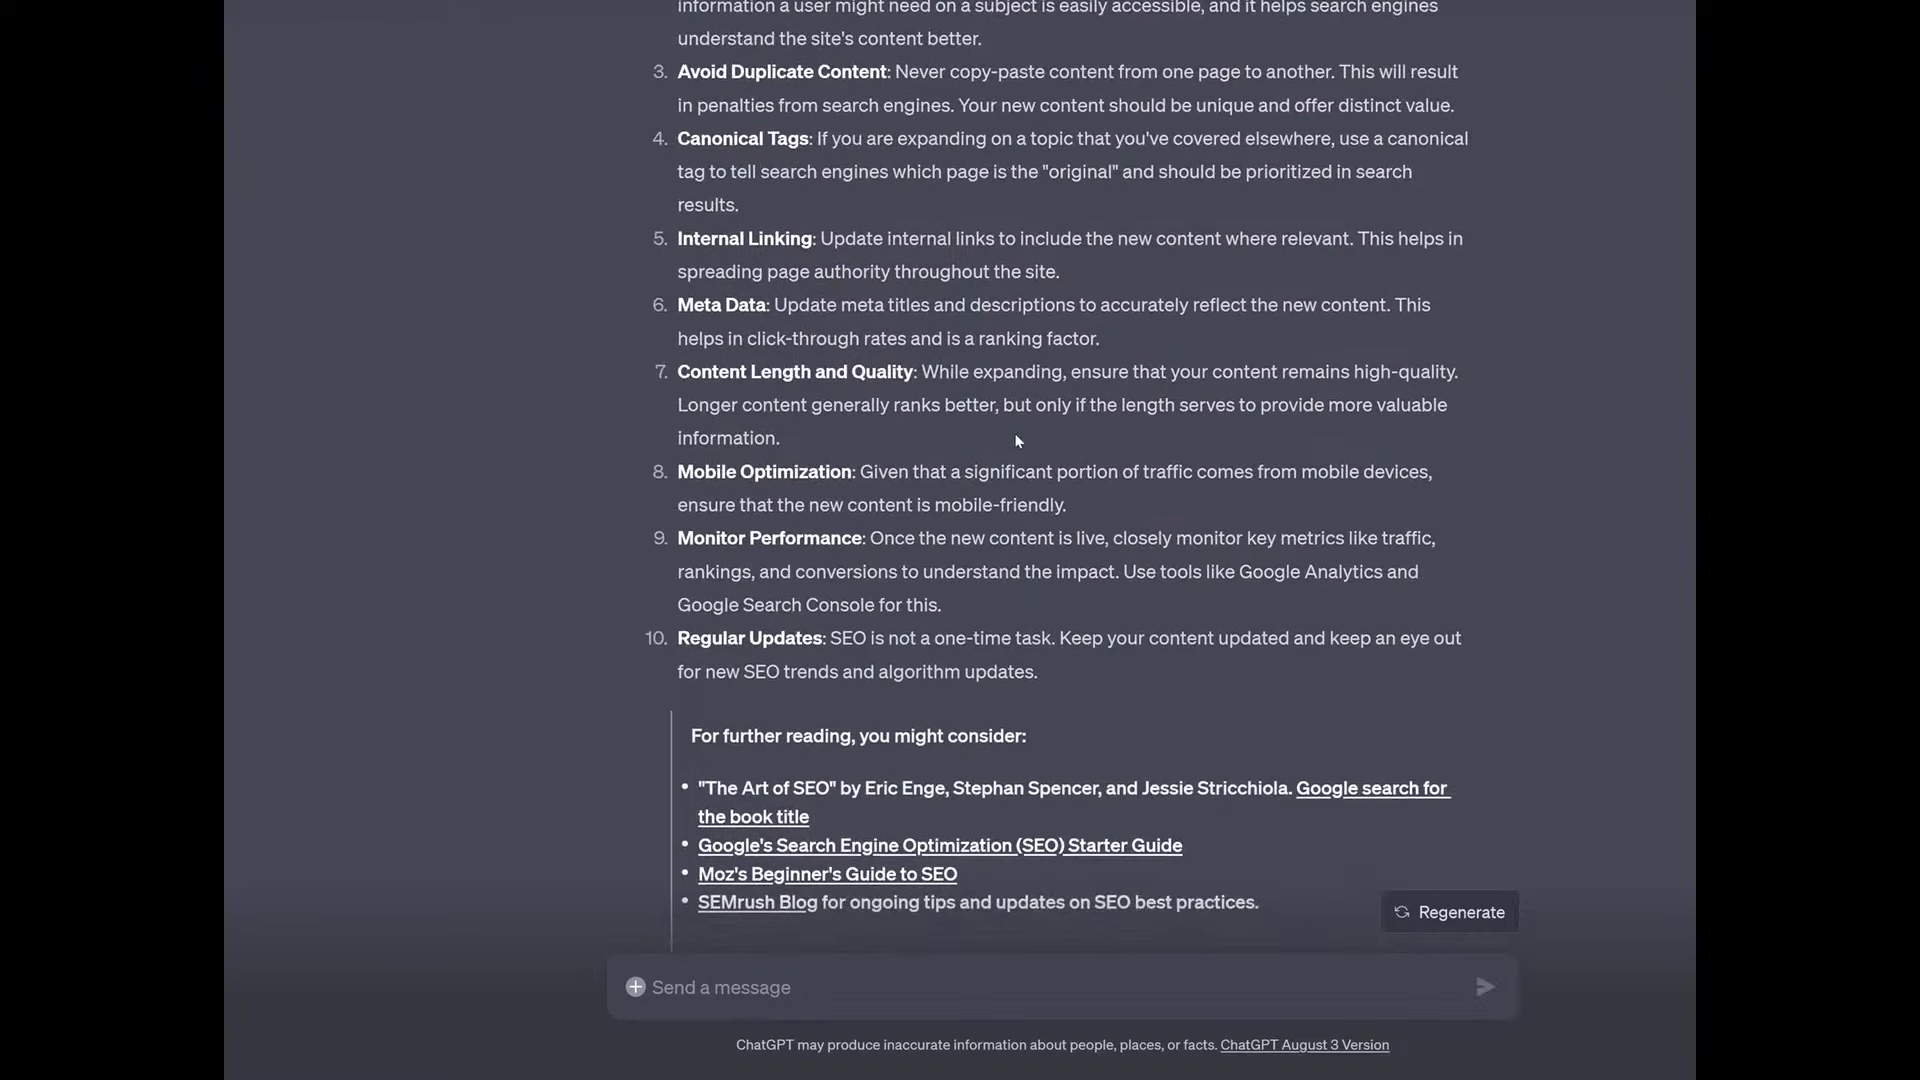 information a user might need on a subject is easily accessible, and it helps search engines
understand the site's content better.
3. Avoid Duplicate Content: Never copy-paste content from one page to another. This will result
in penalties from search engines. Your new content should be unique and offer distinct value.
4. Canonical Tags: If you are expanding on a topic that you've covered elsewhere, use a canonical
tag to tell search engines which page is the "original" and should be prioritized in search
results.
5. Internal Linking: Update internal links to include the new content where relevant. This helps in
spreading page authority throughout the site.
6. Meta Data: Update meta titles and descriptions to accurately reflect the new content. This
helps in click-through rates and is a ranking factor.
7. Content Length and Quality: While expanding, ensure that your content remains high-quality.
Longer content generally ranks better, but only if the length serves to provide more valuable
information.
8. Mobile Optimization: Given that a significant portion of traffic comes from mobile devices,
ensure that the new content is mobile-friendly.
9. Monitor Performance: Once the new content is live, closely monitor key metrics like traffic,
rankings, and conversions to understand the impact. Use tools like Google Analytics and
Google Search Console for this.
10. Regular Updates: SEO is not a one-time task. Keep your content updated and keep an eye out
for new SEO trends and algorithm updates.
For further reading, you might consider:
• "The Art of SEO" by Eric Enge, Stephan Spencer, and Jessie Stricchiola. Google search for
the book title
• Google's Search Engine Optimization (SEO) Starter Guide
• Moz's Beginner's Guide to SEO
• SEMrush Blog for ongoing tips and updates on SEO best practices.
Regenerate
Send a message
ChatGPT may produce inaccurate information about people, places, or facts. ChatGPT August 3 Version